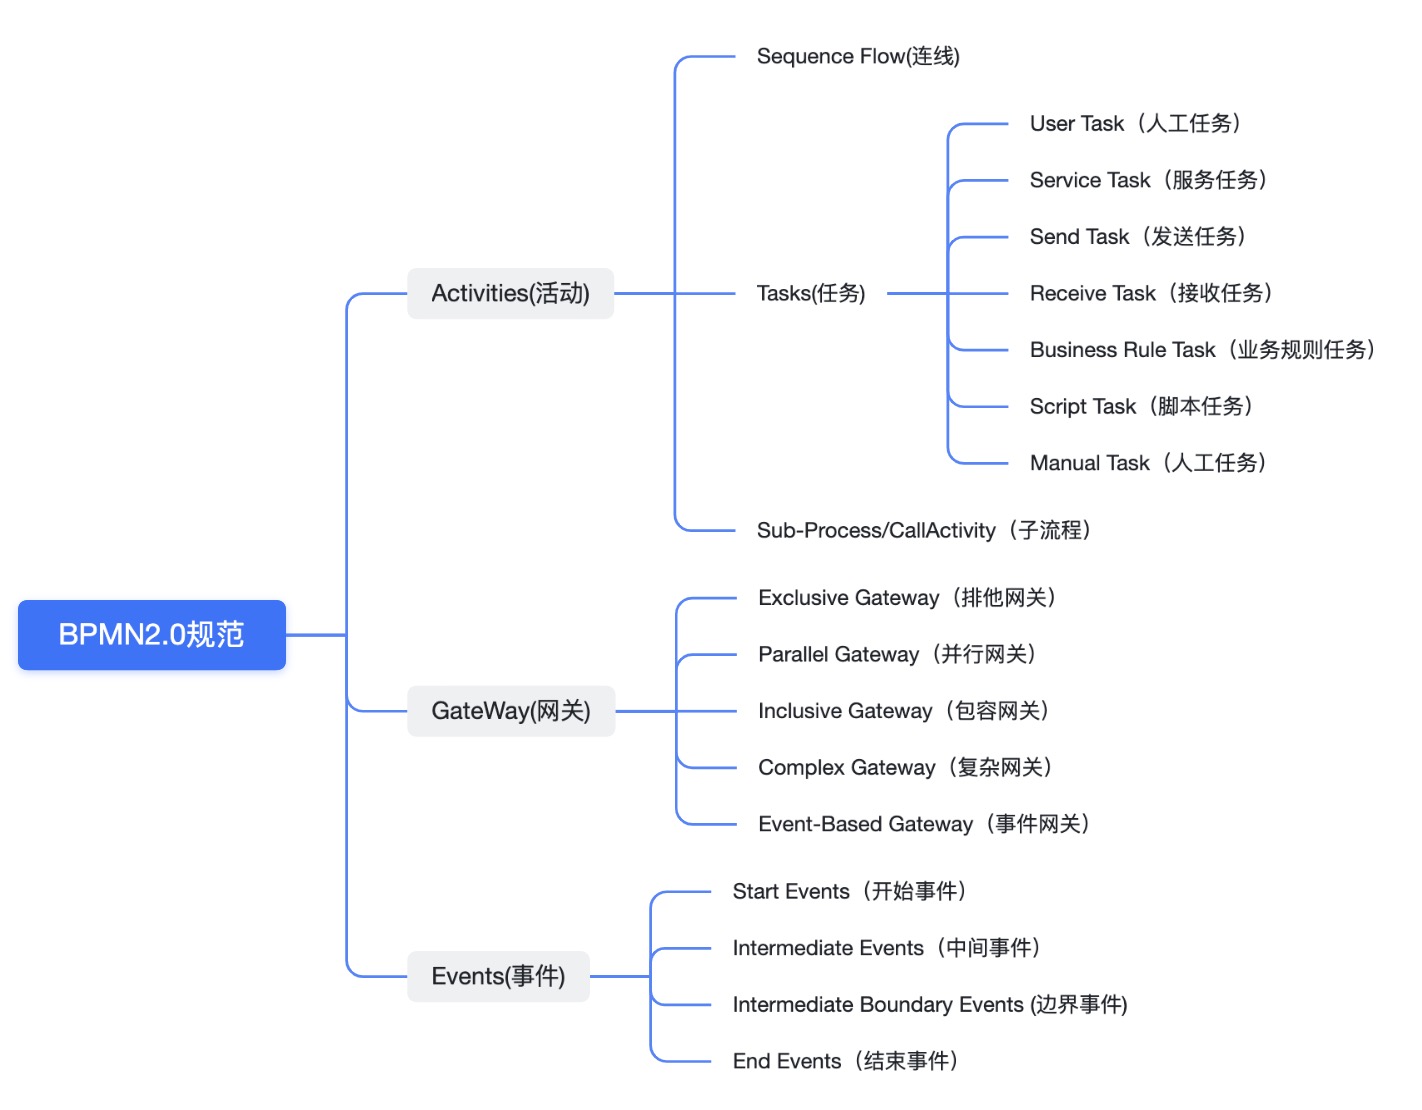 BPMN2.0规范
Activities(活动)
Sequence Flow(连线)
Tasks(任务)
User Task（人工任务）
Service Task（服务任务）
Send Task（发送任务）
Receive Task（接收任务）
Business Rule Task（业务规则任务）
Script Task（脚本任务）
Manual Task（人工任务）
Sub-Process/CallActivity（子流程）
GateWay(网关)
Exclusive Gateway（排他网关）
Parallel Gateway（并行网关）
Inclusive Gateway（包容网关）
Complex Gateway（复杂网关）
Event-Based Gateway（事件网关）
Events(事件)
Start Events（开始事件）
Intermediate Events（中间事件）
Intermediate Boundary Events (边界事件)
End Events（结束事件）